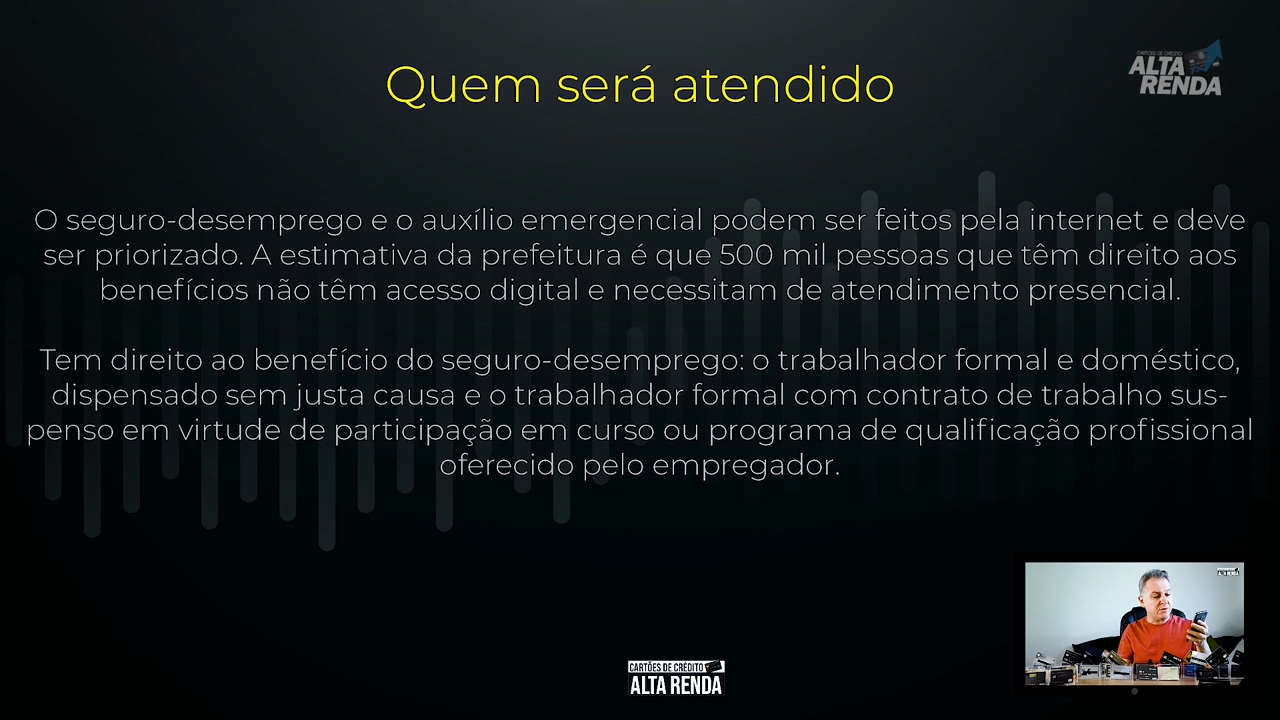 Quem será atendido
CARTÕES DE CRÉDITO
ALTA
RENDA
O seguro-desemprego e o auxílio emergencial podem ser feitos pela internet e deve
ser priorizado. A estimativa da prefeitura é que 500 mil pessoas que têm direito aos
benefícios não têm acesso digital e necessitam de atendimento presencial.
Tem direito ao benefício do seguro-desemprego: o trabalhador formal e doméstico,
dispensado sem justa causa e o trabalhador formal com contrato de trabalho sus-
penso em virtude de participação em curso ou programa de qualificação profissional
oferecido pelo empregador.
ALTA RENDA
CARTÕES DE CRÉDITO
ALTA RENDA